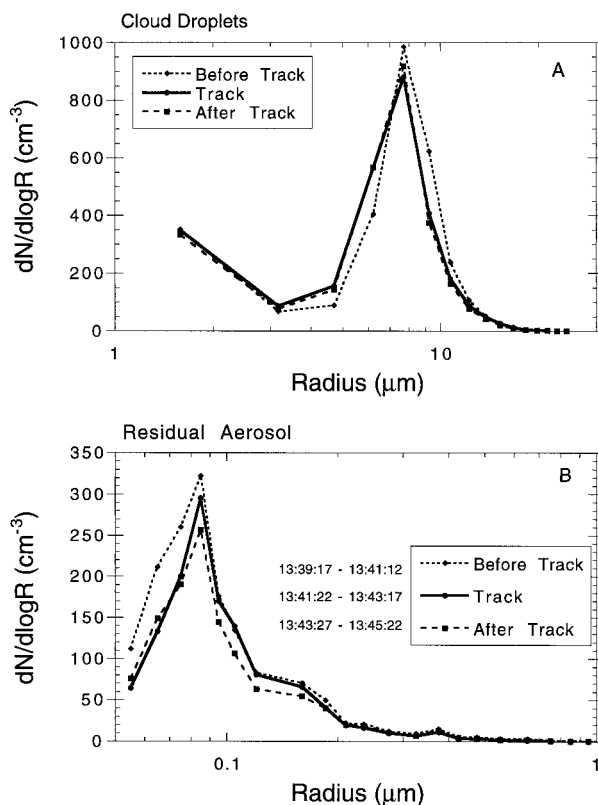 Cloud Droplets
1000
800
600
400
200
0
dN/dlogR (cm-3)
Before Track
Track
After Track
A
1
10
Radius (μm)
Residual Aerosol
350
300
250
200
150
100
50
0
dN/dlogR (cm-3)
B
13:39:17 - 13:41:12
13:41:22 - 13:43:17
13:43:27 - 13:45:22
Before Track
Track
After Track
0.1
1
Radius (μm)